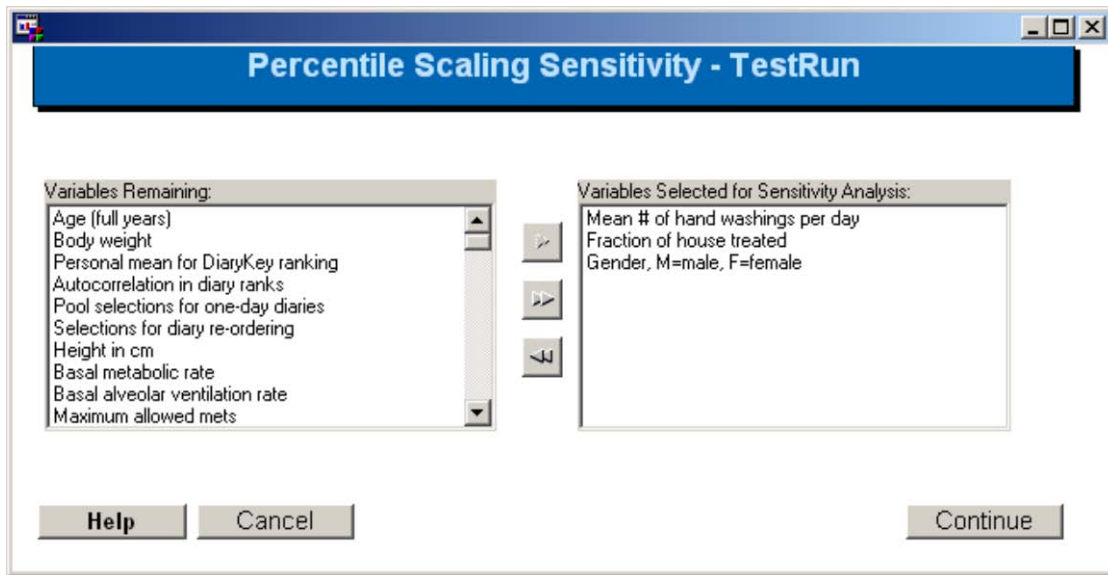 Percentile Scaling Sensitivity - TestRun
Variables Remaining:
Age (full years)
Body weight
Personal mean for DiaryKey ranking
Autocorrelation in diary ranks
Pool selections for one-day diaries
Selections for diary re-ordering
Height in cm
Basal metabolic rate
Basal alveolar ventilation rate
Maximum allowed mets
Variables Selected for Sensitivity Analysis:
Mean # of hand washings per day
Fraction of house treated
Gender, M=male, F=female
Help
Cancel
Continue